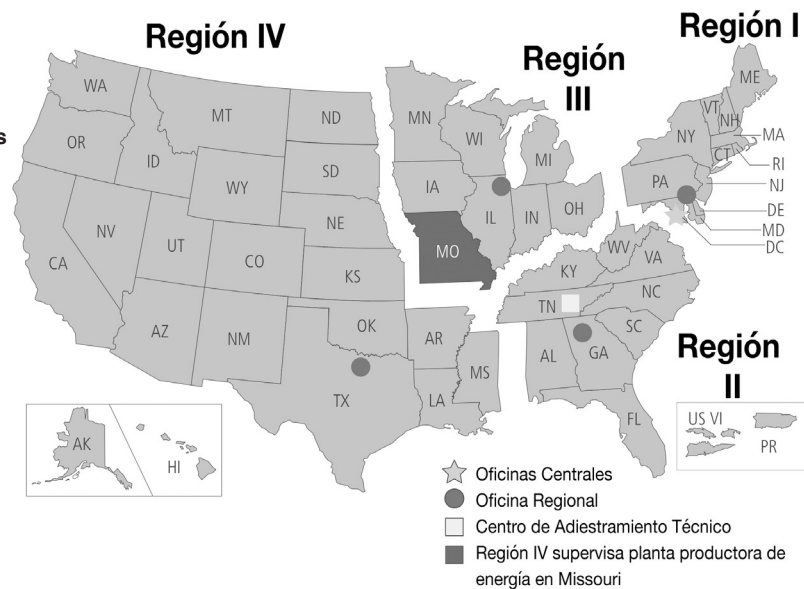 Región IV
Región
III
Región I
s
WA
OR
ID
MT
ND
SD
WY
NE
NV
UT
CO
KS
CA
AZ
NM
OK
TX
MN
WI
MI
IA
IL
IN
OH
MO
AR
LA
MS
ME
VT
NH
NY
MA
CT
RI
PA
NJ
DE
MD
DC
WV
VA
KY
NC
TN
SC
AL
GA
FL
Región
II
AK
HI
US VI
PR
Oficinas Centrales
Oficina Regional
Centro de Adiestramiento Técnico
Región IV supervisa planta productora de
energía en Missouri